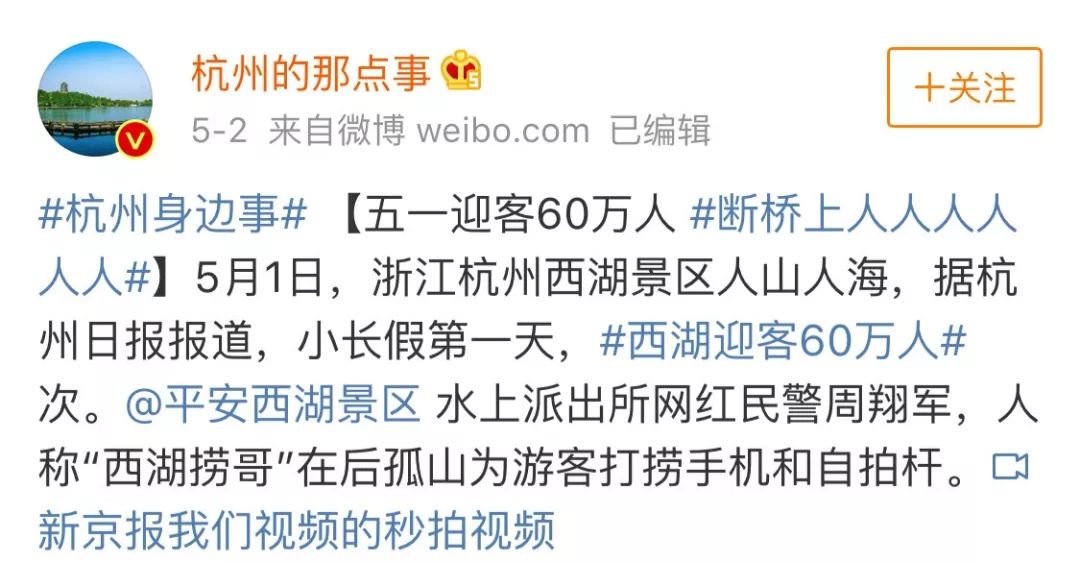 杭州的那点事
5-2 来自微博 weibo.com 已编辑
十关注
#杭州身边事# 【五一迎客60万人 #断桥上人人人人
人人#】5月1日，浙江杭州西湖景区人山人海，据杭
州日报报道，小长假第一天，#西湖迎客60万人#
次。@平安西湖景区 水上派出所网红民警周翔军，人
称“西湖捞哥”在后孤山为游客打捞手机和自拍杆。
新京报我们视频的秒拍视频